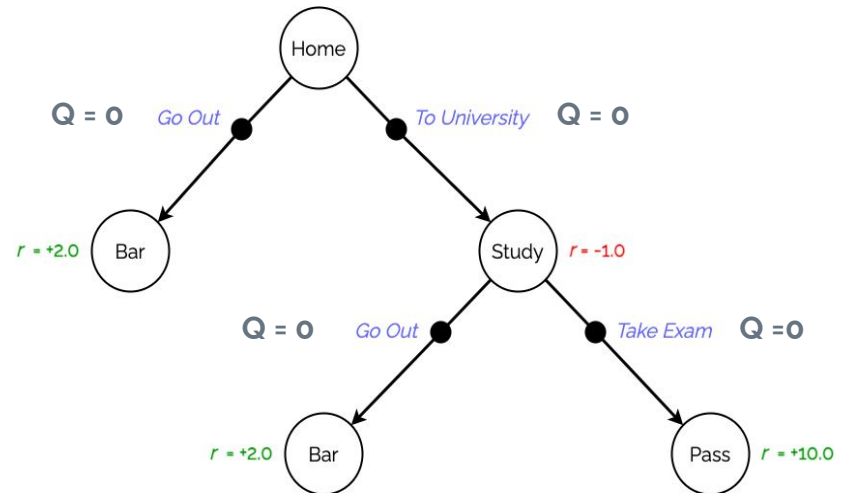 Home
Q = 0 Go Out To University Q = 0
r = +2.0 Bar Study r = -1.0
Q = 0 Go Out Take Exam Q =0
r = +2.0 Bar Pass r = +10.0